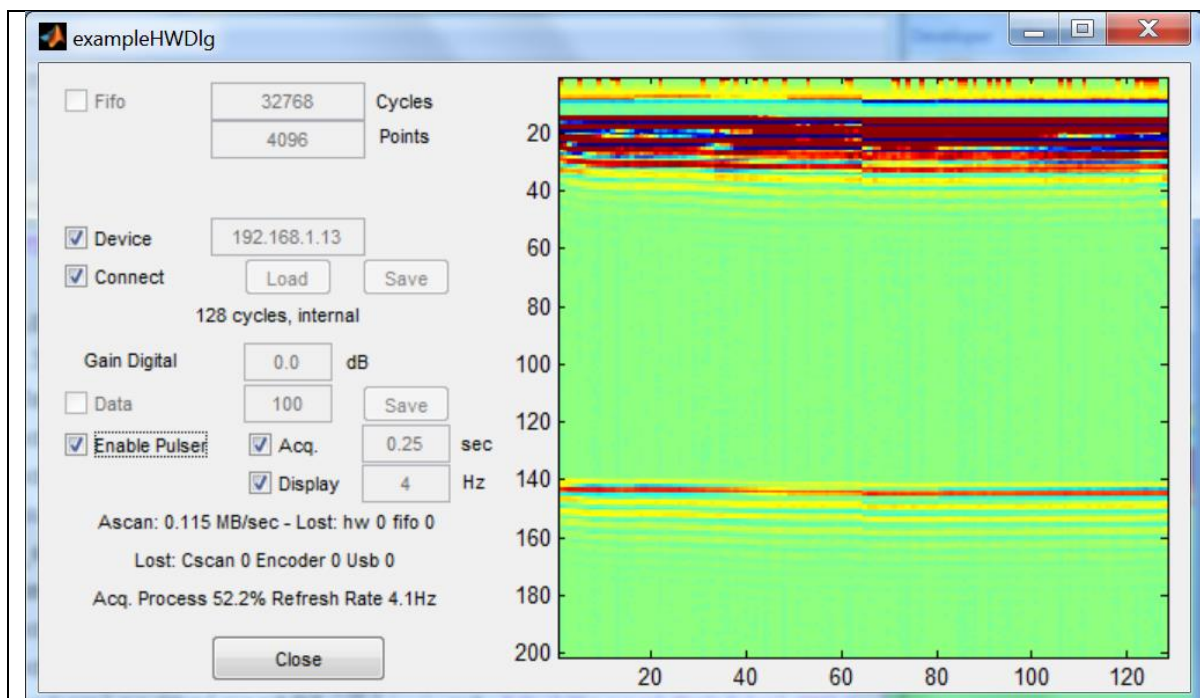 exampleHWDlg
Fifo 32768 Cycles
4096 Points
Device 192.168.1.13
Connect Load Save
128 cycles, internal
Gain Digital 0.0 dB
Data 100 Save
Enable Pulser Acq. 0.25 sec
Display 4 Hz
Ascan: 0.115 MB/sec - Lost: hw 0 fifo 0
Lost: Cscan 0 Encoder 0 Usb 0
Acq. Process 52.2% Refresh Rate 4.1Hz
Close
20
40
60
80
100
120
140
160
180
200
20 40 60 80 100 120